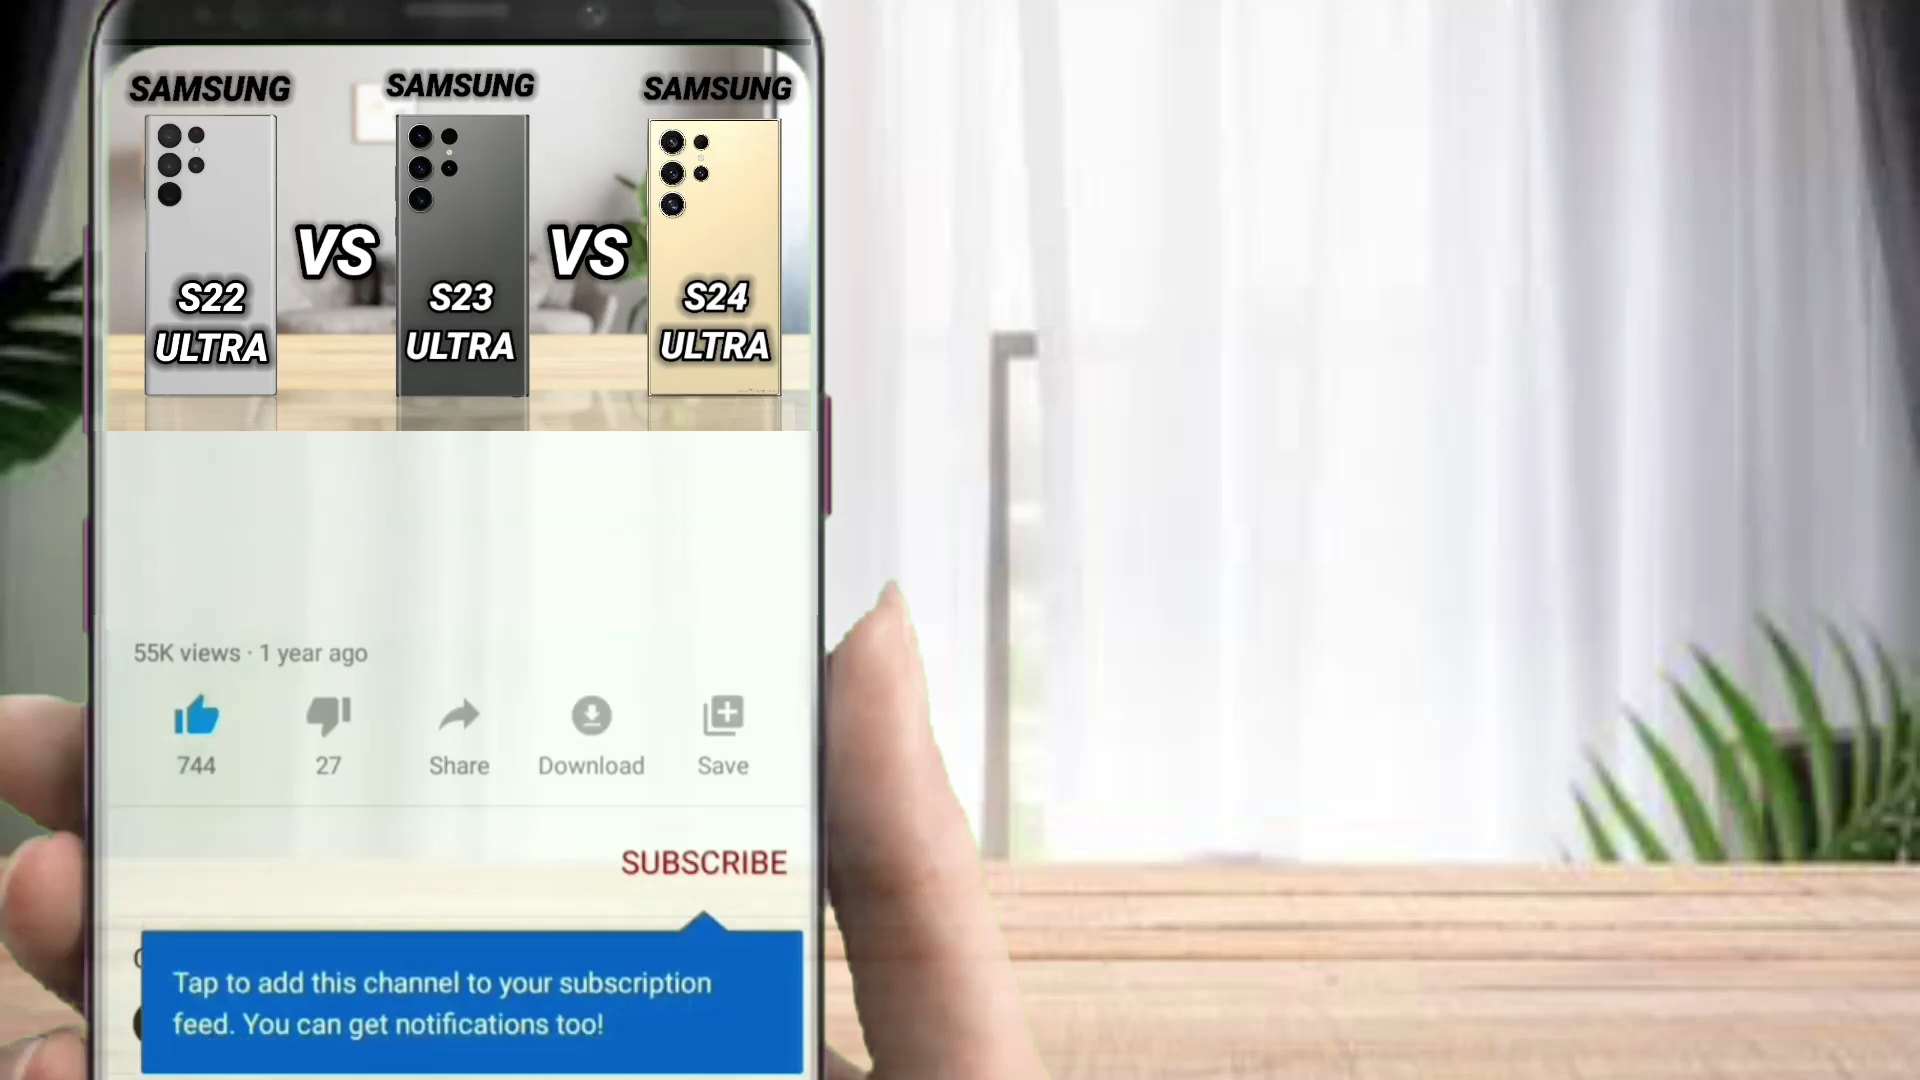 SAMSUNG
SAMSUNG
SAMSUNG
VS
VS
S22
ULTRA
S23
ULTRA
S24
ULTRA
55K views · 1 year ago
744
27
Share
Download
Save
SUBSCRIBE
Tap to add this channel to your subscription
feed. You can get notifications too!